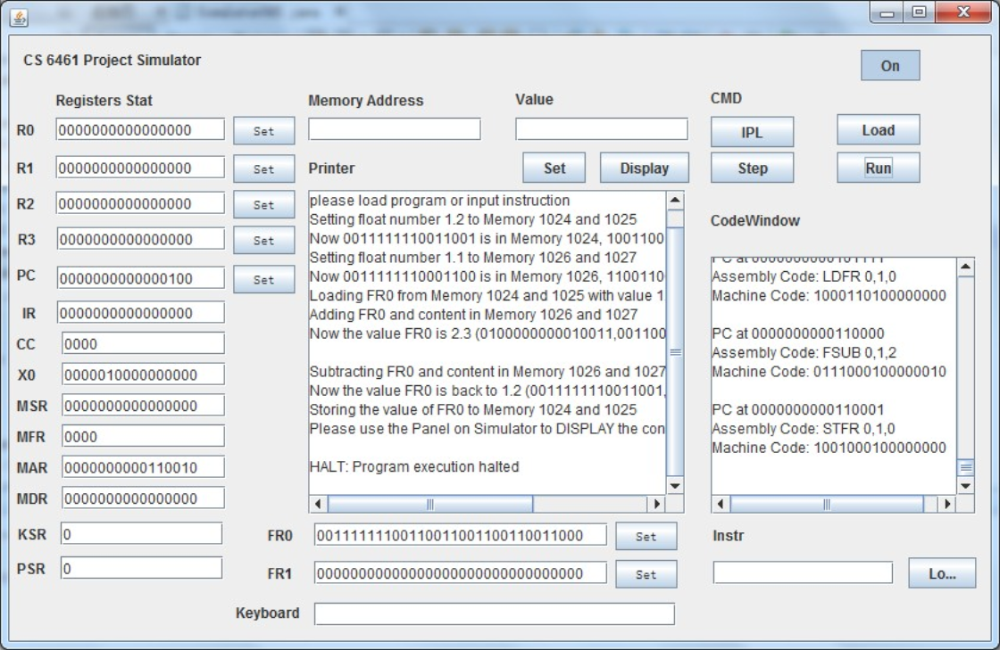 CS 6461 Project Simulator
On
Registers Stat
Memory Address
Value
CMD
R0 0000000000000000 Set
IPL
Load
R1 0000000000000000 Set
Printer
Set
Display
Step
Run
R2 0000000000000000 Set
R3 0000000000000000 Set
PC 0000000000000100 Set
IR 0000000000000000
CC 0000
X0 0000010000000000
MSR 0000000000000000
MFR 0000
MAR 0000000000110010
MDR 0000000000000000
KSR 0
PSR 0
please load program or input instruction
Setting float number 1.2 to Memory 1024 and 1025
Now 0011111110011001 is in Memory 1024, 1001100
Setting float number 1.1 to Memory 1026 and 1027
Now 0011111110001100 is in Memory 1026, 1100110
Loading FR0 from Memory 1024 and 1025 with value 1
Adding FR0 and content in Memory 1026 and 1027
Now the value FR0 is 2.3 (0100000000010011,001100
Subtracting FR0 and content in Memory 1026 and 1027
Now the value FR0 is back to 1.2 (0011111110011001,
Storing the value of FR0 to Memory 1024 and 1025
Please use the Panel on Simulator to DISPLAY the con
HALT: Program execution halted
CodeWindow
PC at 0000000000101111
Assembly Code: LDFR 0,1,0
Machine Code: 1000110100000000
PC at 0000000000110000
Assembly Code: FSUB 0,1,2
Machine Code: 0111000100000010
PC at 0000000000110001
Assembly Code: STFR 0,1,0
Machine Code: 1001000100000000
FR0 00111111100110011001100110011000 Set
FR1 00000000000000000000000000000000 Set
Keyboard
Instr
Lo...